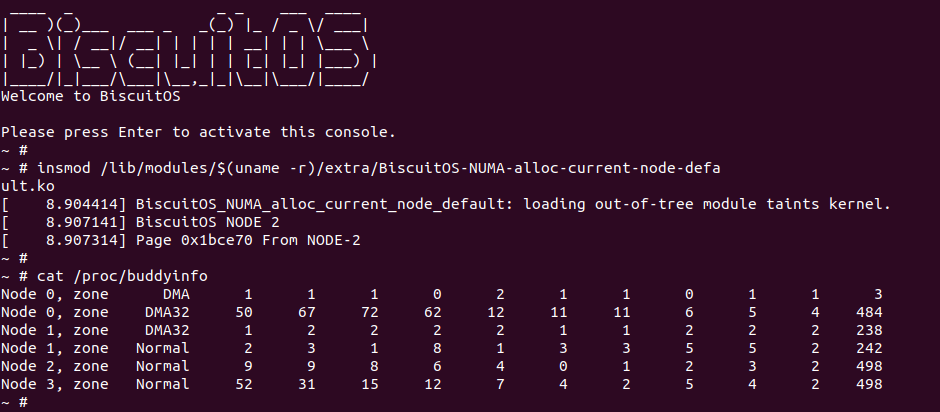 ____  _                _ _    ___  ____
| __ )(_)___  ___ _   _(_) |_ / _ \/ ___|
|  _ \| / __|/ __| | | | | __| | | \___ \
| |_) | \__ \ (__| |_| | | |_| |_| |___) |
|____/|_|___/\___|\__,_|_|\__|\___/|____/
Welcome to BiscuitOS
Please press Enter to activate this console.
~ #
~ # insmod /lib/modules/$(uname -r)/extra/BiscuitOS-NUMA-alloc-current-node-defa
ult.ko
[    8.904414] BiscuitOS_NUMA_alloc_current_node_default: loading out-of-tree module taints kernel.
[    8.907141] BiscuitOS NODE 2
[    8.907314] Page 0x1bce70 From NODE-2
~ #
~ # cat /proc/buddyinfo
Node 0, zone      DMA      1      1      1      0      2      1      1      0      1      1      3
Node 0, zone    DMA32     50     67     72     62     12     11     11      6      5      4    484
Node 1, zone    DMA32      1      2      2      2      2      1      1      2      2      2    238
Node 1, zone   Normal      2      3      1      8      1      3      3      5      5      2    242
Node 2, zone   Normal      9      9      8      6      4      0      1      2      3      2    498
Node 3, zone   Normal     52     31     15     12      7      4      2      5      4      2    498
~ #